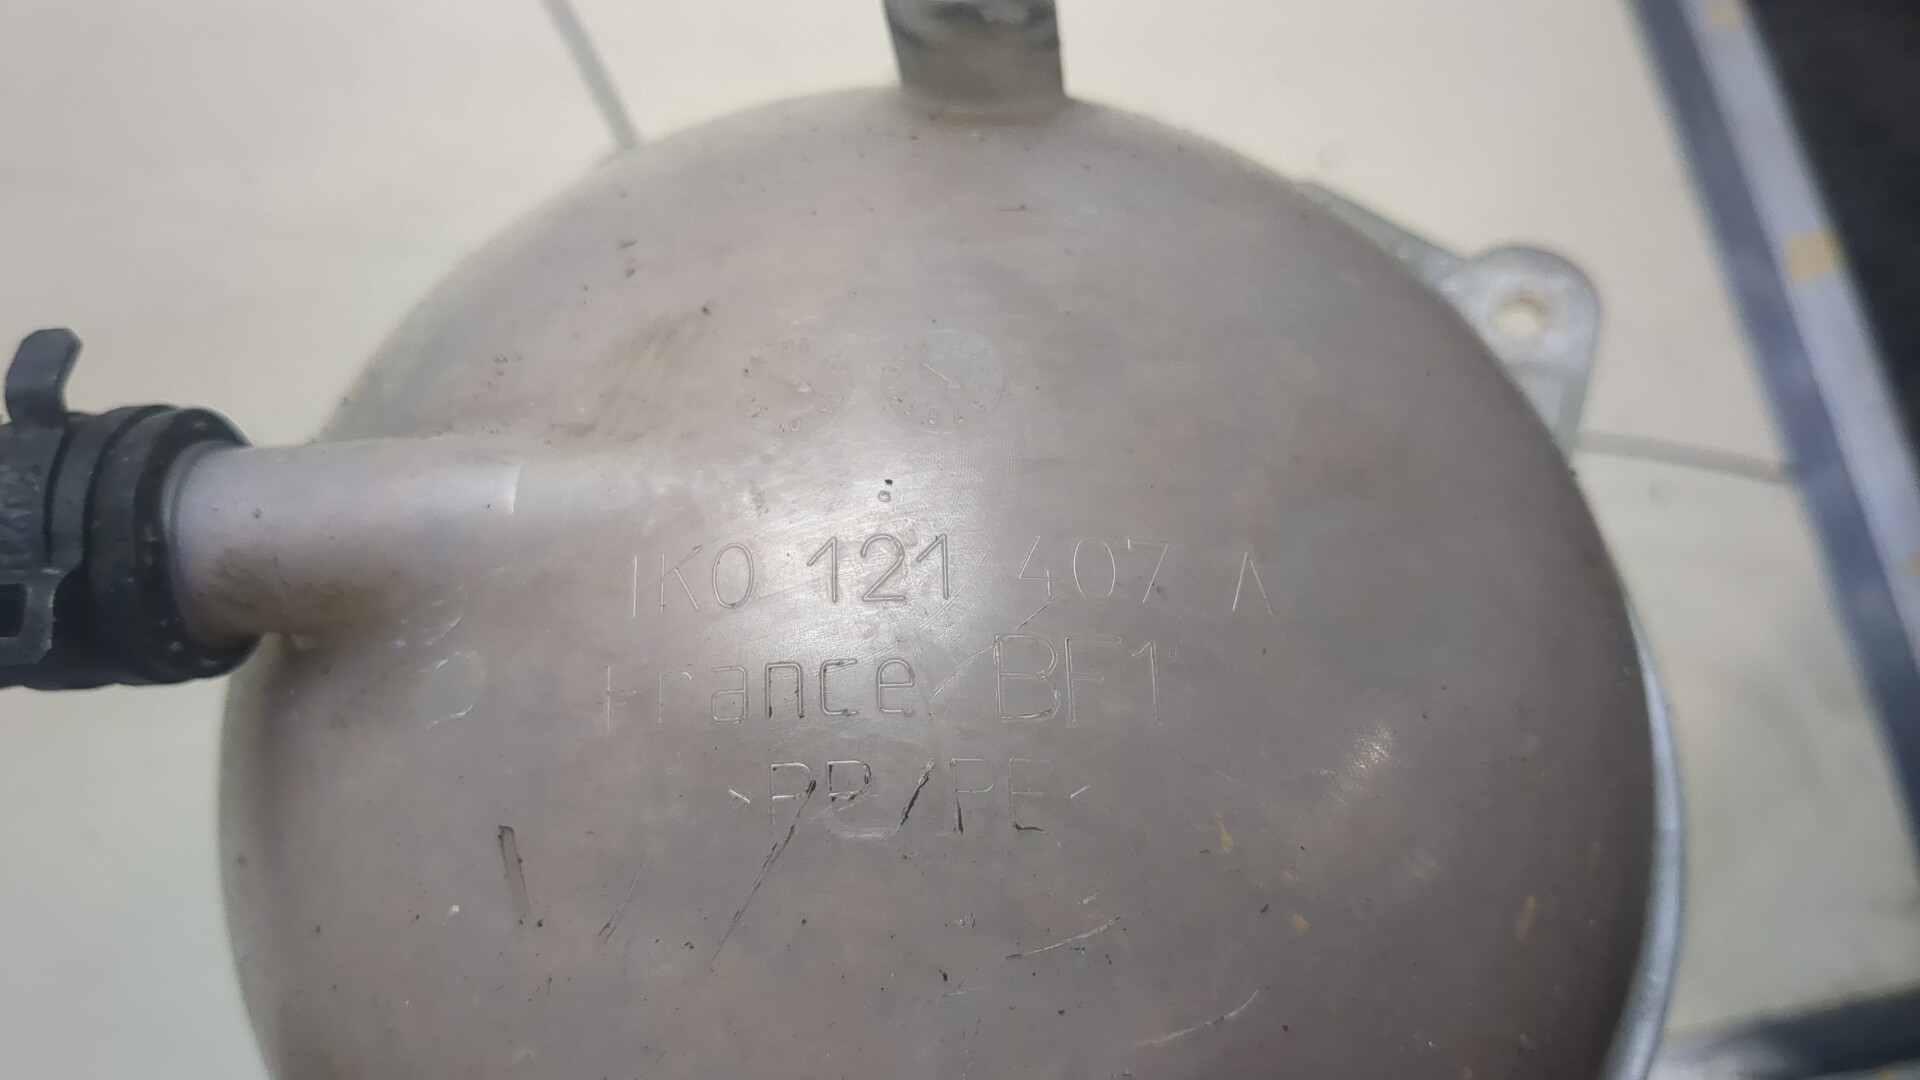 1K0 121 407 A
France BF1
>PP/PE<